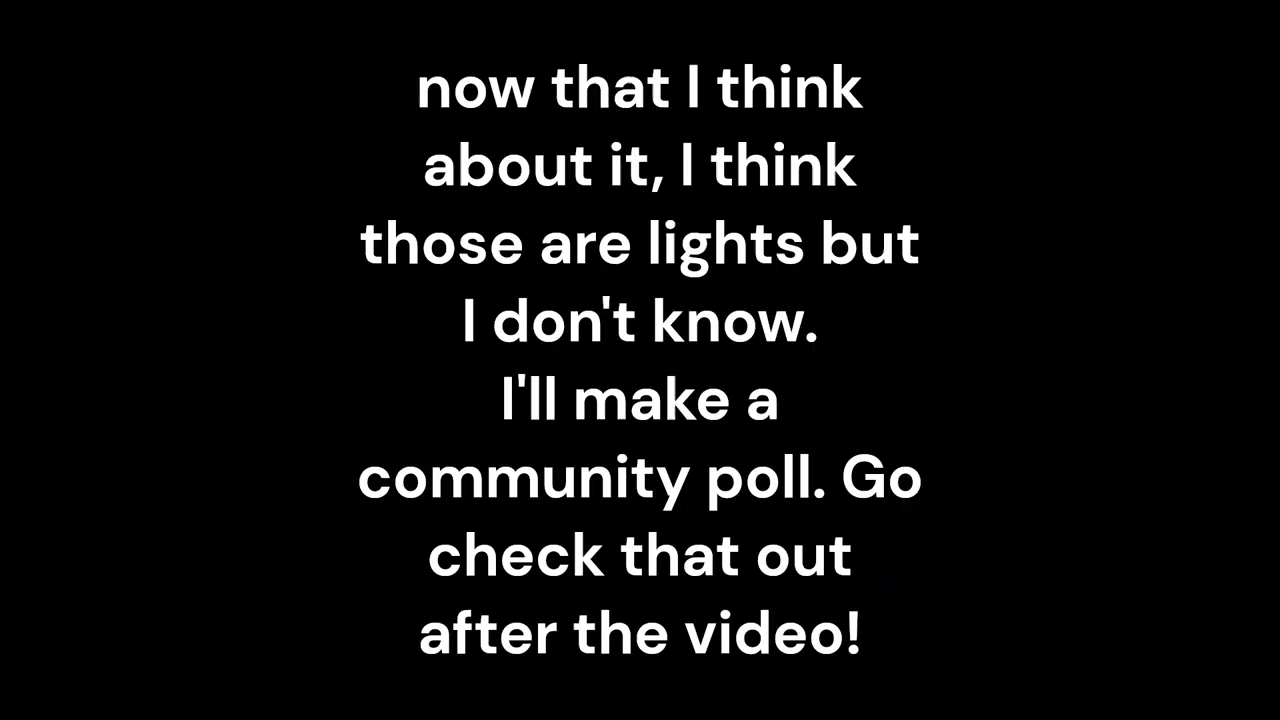 now that I think
about it, I think
those are lights but
I don't know.
I'll make a
community poll. Go
check that out
after the video!